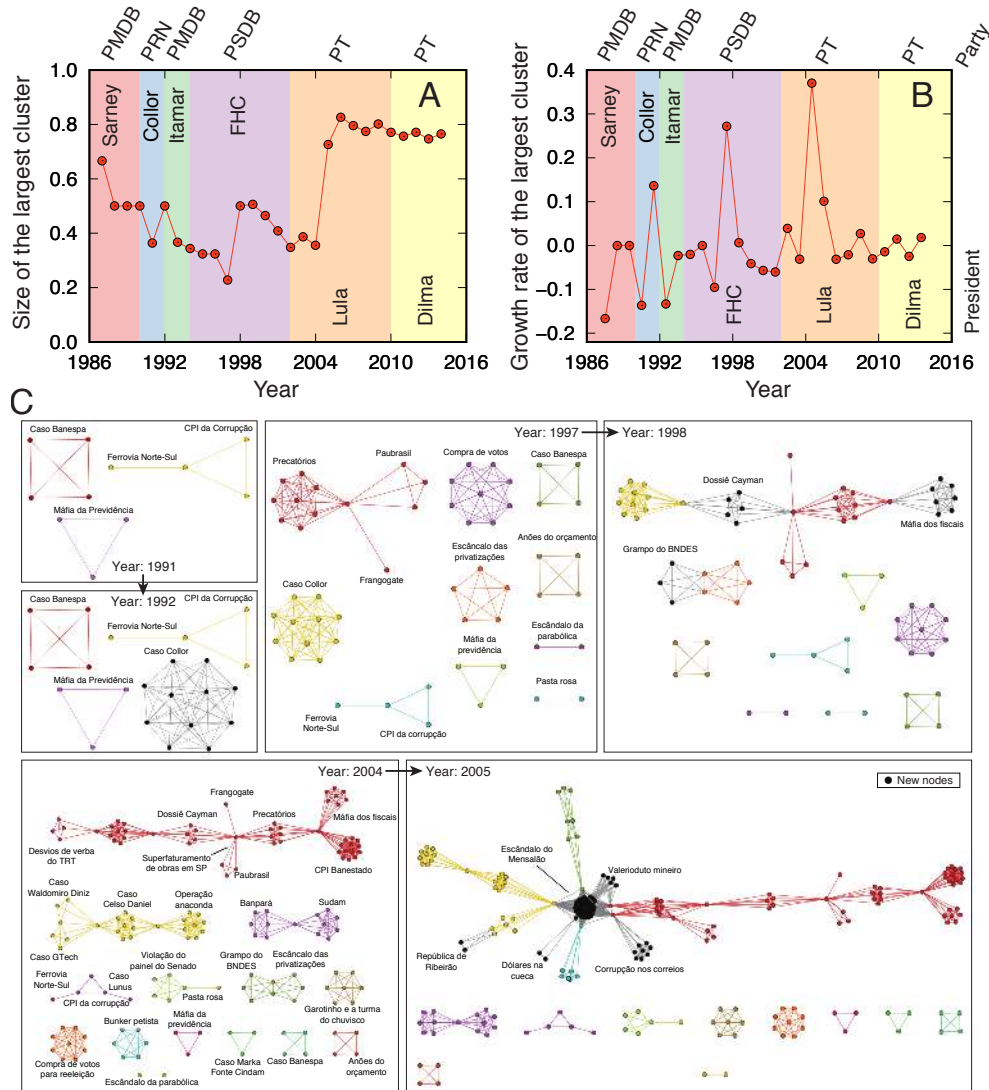 PMDB
PRN
PMDB
PSDB
PT
PT
PMDB
PRN
PMDB
PSDB
PT
PT
Party
A
Size of the largest cluster
1.0
0.8
0.6
0.4
0.2
0.0
Sarney
Collor
Itamar
FHC
Lula
Dilma
1986
1992
1998
2004
2010
2016
Year
B
Growth rate of the largest cluster
0.4
0.3
0.2
0.1
0.0
−0.1
−0.2
Sarney
Collor
Itamar
FHC
Lula
Dilma
President
1986
1992
1998
2004
2010
2016
Year
C
Caso Banespa
CPI da Corrupção
Ferrovia Norte-Sul
Máfia da Previdência
Year: 1991
Year: 1992
Caso Banespa
CPI da Corrupção
Ferrovia Norte-Sul
Caso Collor
Máfia da Previdência
Year: 1997
Precatórios
Paubrasil
Compra de votos
Caso Banespa
Frangogate
Escâncalo das
privatizações
Anões do orçamento
Caso Collor
Máfia da
previdência
Escândalo da
parabólica
Pasta rosa
Ferrovia
Norte-Sul
CPI da corrupção
Year: 1998
Dossiê Cayman
Máfia dos fiscais
Grampo do BNDES
Year: 2004
Frangogate
Dossiê Cayman
Precatórios
Máfia dos fiscais
Desvios de verba
do TRT
Superfaturamento
de obras em SP
Paubrasil
CPI Banestado
Caso
Waldomiro Diniz
Caso
Celso Daniel
Operação
anaconda
Banpará
Sudam
Caso GTech
Violação do
painel do Senado
Grampo do
BNDES
Escâncalo das
privatizações
Ferrovia
Norte-Sul
Caso
Lunus
CPI da corrupção
Pasta rosa
Garotinho e a turma
do chuvisco
Bunker petista
Máfia da
previdência
Compra de votos
para reeleição
Caso Marka
Fonte Cindam
Caso Banespa
Anões do
orçamento
Escândalo da parabólica
Year: 2005
New nodes
Escândalo do
Mensalão
Valerioduto mineiro
República de
Ribeirão
Dólares na
cueca
Corrupção nos correios